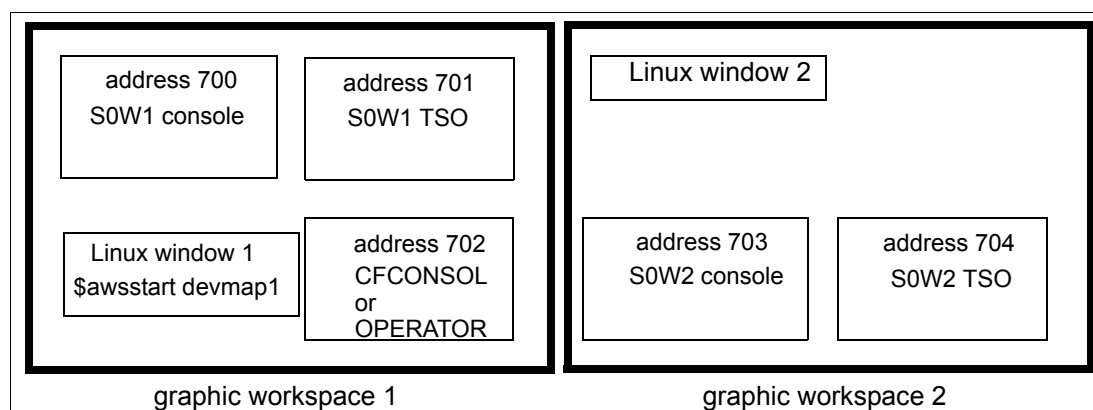 address 700
S0W1 console
address 701
S0W1 TSO
Linux window 1
$awsstart devmap1
address 702
CFCONSOL
or
OPERATOR
graphic workspace 1
Linux window 2
address 703
S0W2 console
address 704
S0W2 TSO
graphic workspace 2